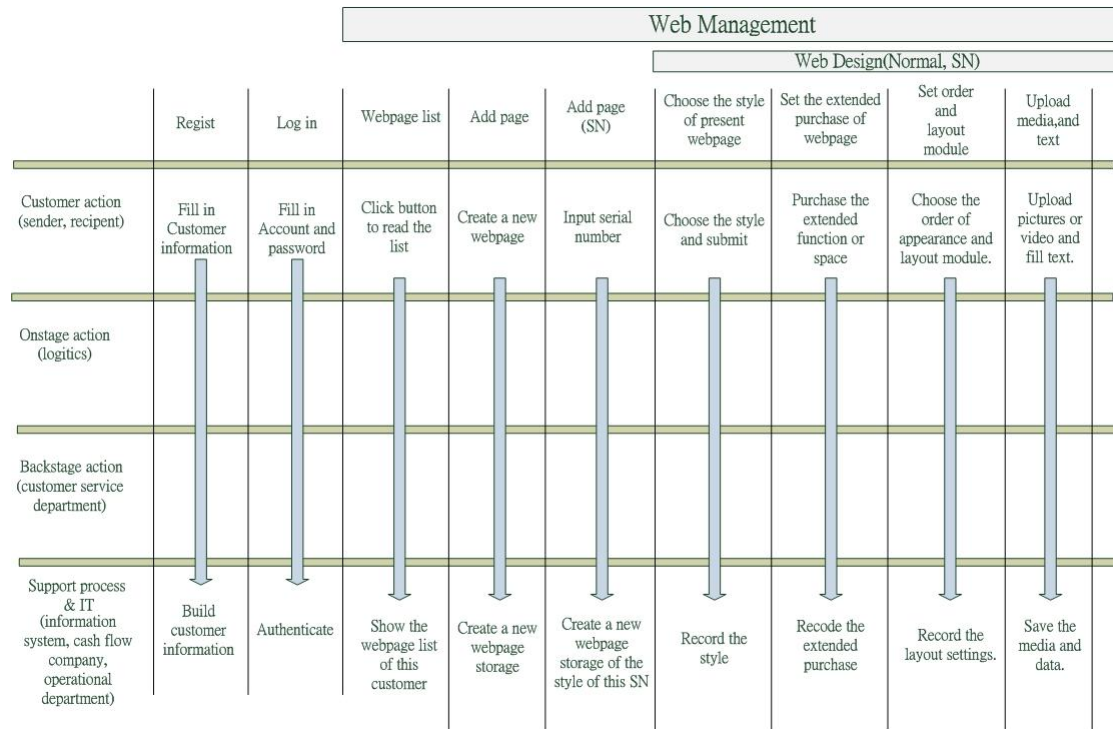 Web Management
Web Design(Normal, SN)
Regist
Log in
Webpage list
Add page
Add page
(SN)
Choose the style
of present
webpage
Set the extended
purchase of
webpage
Set order
and
layout
module
Upload
media,and
text
Customer action
(sender, recipent)
Fill in
Customer
information
Fill in
Account and
password
Click button
to read the
list
Create a new
webpage
Input serial
number
Choose the style
and submit
Purchase the
extended
function or
space
Choose the
order of
appearance and
layout module.
Upload
pictures or
video and
fill text.
Onstage action
(logitics)
Backstage action
(customer service
department)
Support process
& IT
(information
system, cash flow
company,
operational
department)
Build
customer
information
Authenticate
Show the
webpage list
of this
customer
Create a new
webpage
storage
Create a new
webpage
storage of the
style of this SN
Record the
style
Recode the
extended
purchase
Record the
layout settings.
Save the
media and
data.